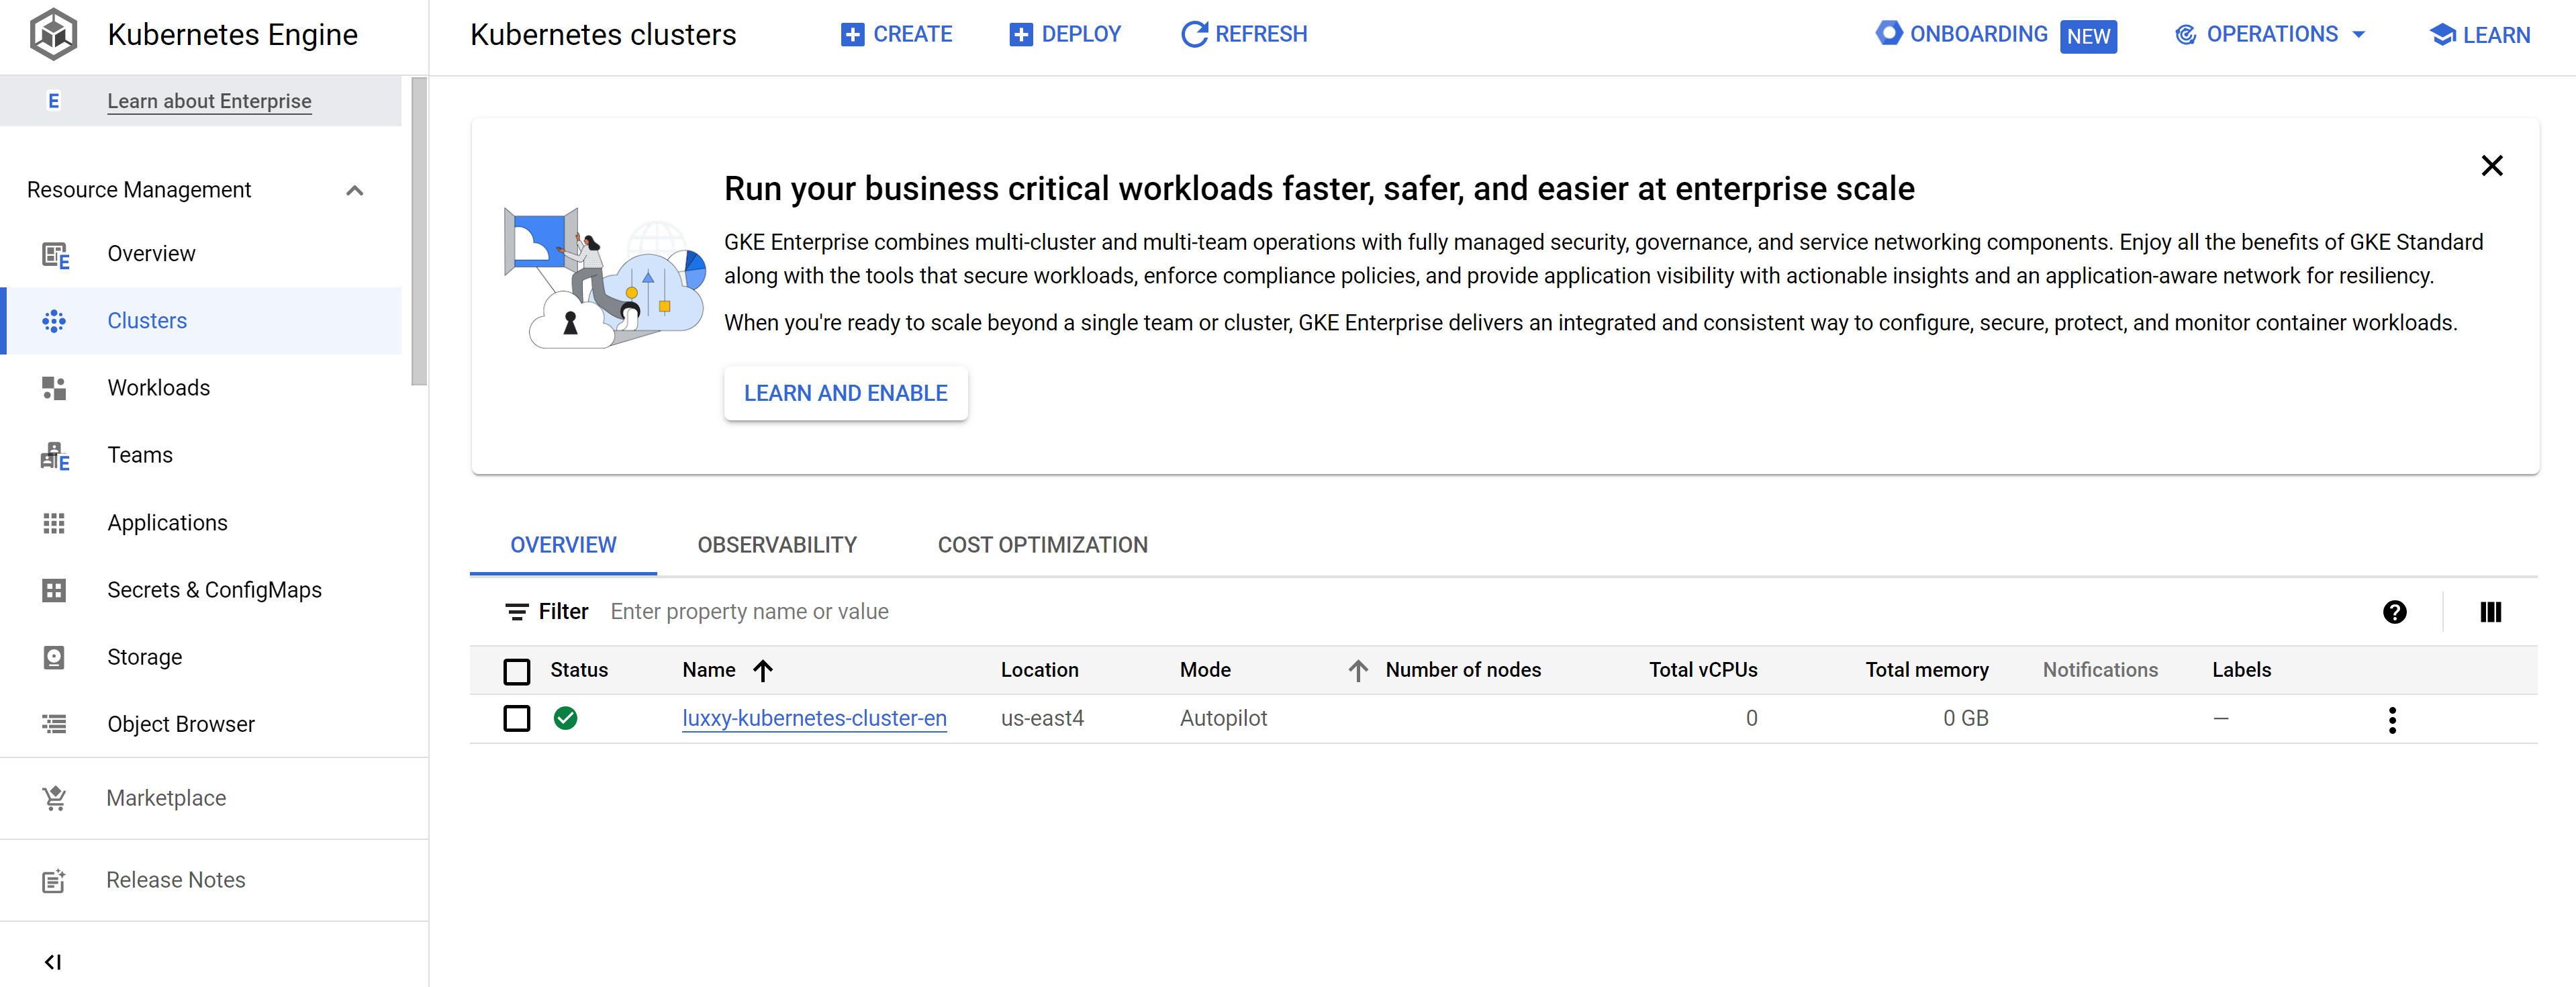 Kubernetes Engine
Kubernetes clusters
CREATE
DEPLOY
REFRESH
ONBOARDING
NEW
OPERATIONS
LEARN
E
Learn about Enterprise
Resource Management
E
Overview
Clusters
Workloads
E
Teams
Applications
Secrets & ConfigMaps
Storage
Object Browser
Marketplace
Release Notes
Run your business critical workloads faster, safer, and easier at enterprise scale
GKE Enterprise combines multi-cluster and multi-team operations with fully managed security, governance, and service networking components. Enjoy all the benefits of GKE Standard
along with the tools that secure workloads, enforce compliance policies, and provide application visibility with actionable insights and an application-aware network for resiliency.
When you're ready to scale beyond a single team or cluster, GKE Enterprise delivers an integrated and consistent way to configure, secure, protect, and monitor container workloads.
LEARN AND ENABLE
OVERVIEW
OBSERVABILITY
COST OPTIMIZATION
Filter Enter property name or value
Status Name Location Mode Number of nodes Total vCPUs Total memory Notifications Labels
luxxy-kubernetes-cluster-en us-east4 Autopilot 0 0 GB —